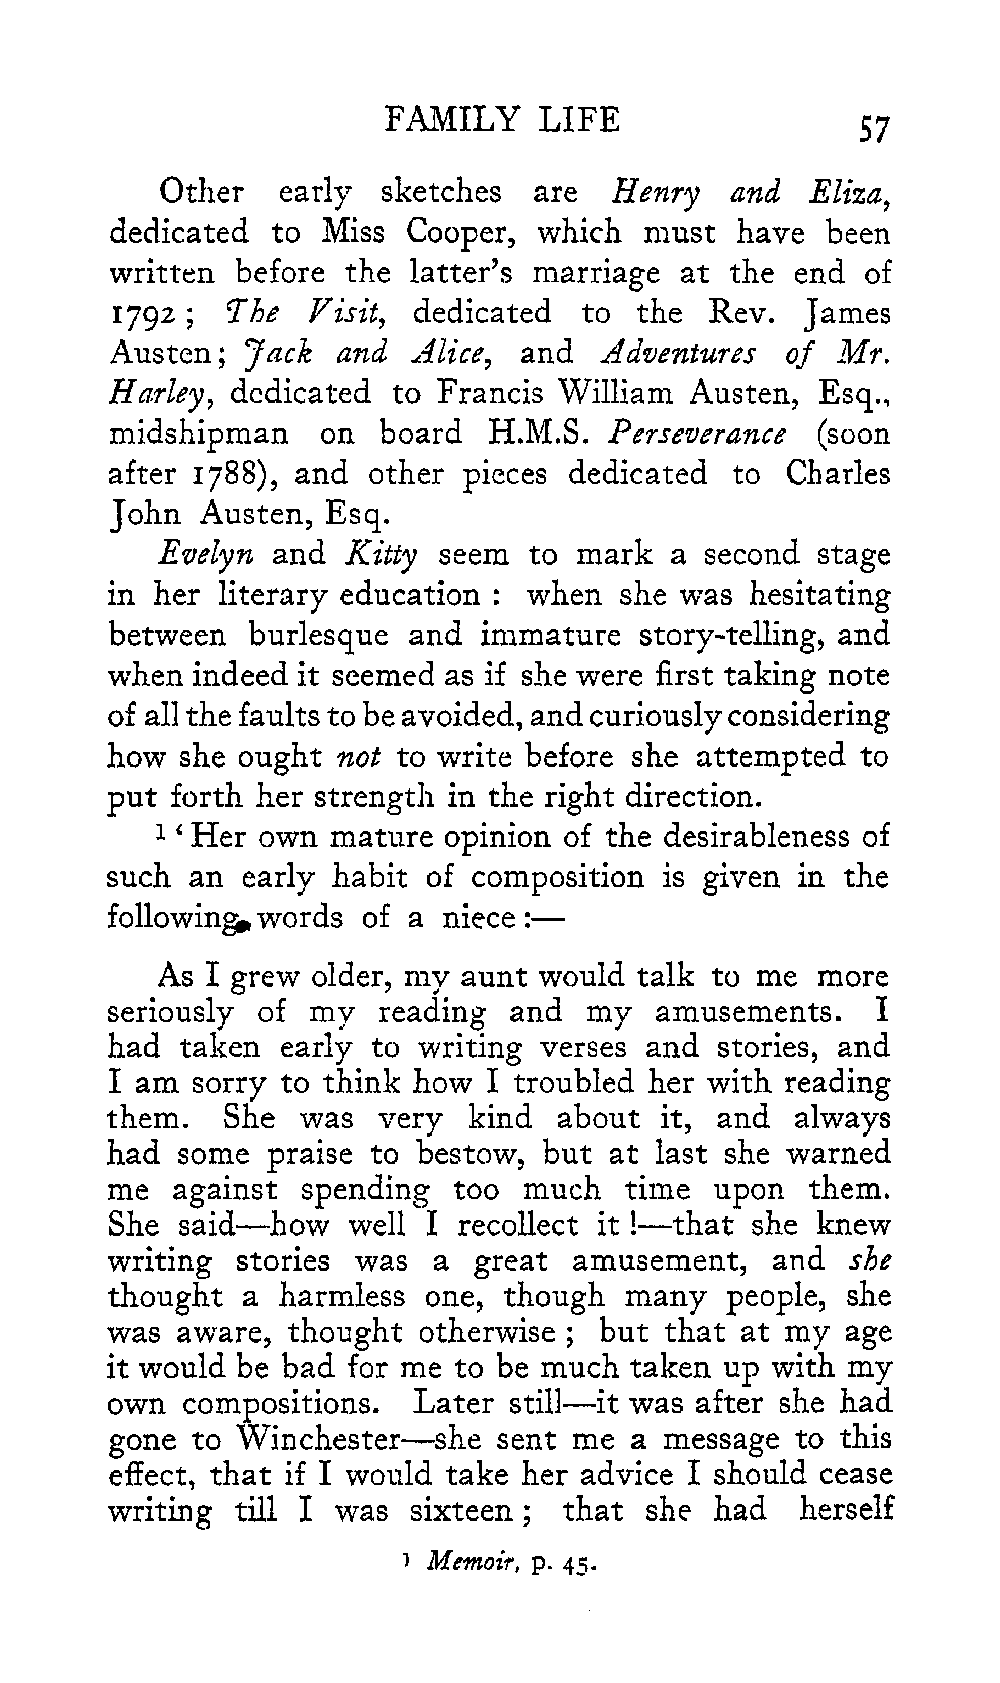 FAMILY LIFE 57
Other early sketches are Henry and Eliza,
dedicated to Miss Cooper, which must have been
written before the latter's marriage at the end of
1792 ; The Visit, dedicated to the Rev. James
Austen ; Jack and Alice, and Adventures of Mr.
Harley, dedicated to Francis William Austen, Esq.,
midshipman on board H.M.S. Perseverance (soon
after 1788), and other pieces dedicated to Charles
John Austen, Esq.
Evelyn and Kitty seem to mark a second stage
in her literary education : when she was hesitating
between burlesque and immature story-telling, and
when indeed it seemed as if she were first taking note
of all the faults to be avoided, and curiously considering
how she ought not to write before she attempted to
put forth her strength in the right direction.
¹ ‘ Her own mature opinion of the desirableness of
such an early habit of composition is given in the
following words of a niece :—
As I grew older, my aunt would talk to me more
seriously of my reading and my amusements. I
had taken early to writing verses and stories, and
I am sorry to think how I troubled her with reading
them. She was very kind about it, and always
had some praise to bestow, but at last she warned
me against spending too much time upon them.
She said—how well I recollect it !—that she knew
writing stories was a great amusement, and she
thought a harmless one, though many people, she
was aware, thought otherwise ; but that at my age
it would be bad for me to be much taken up with my
own compositions. Later still—it was after she had
gone to Winchester—she sent me a message to this
effect, that if I would take her advice I should cease
writing till I was sixteen ; that she had herself
¹ Memoir, p. 45.